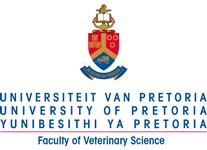 UNIVERSITEIT VAN PRETORIA
UNIVERSITY OF PRETORIA
YUNIBESITHI YA PRETORIA
Faculty of Veterinary Science